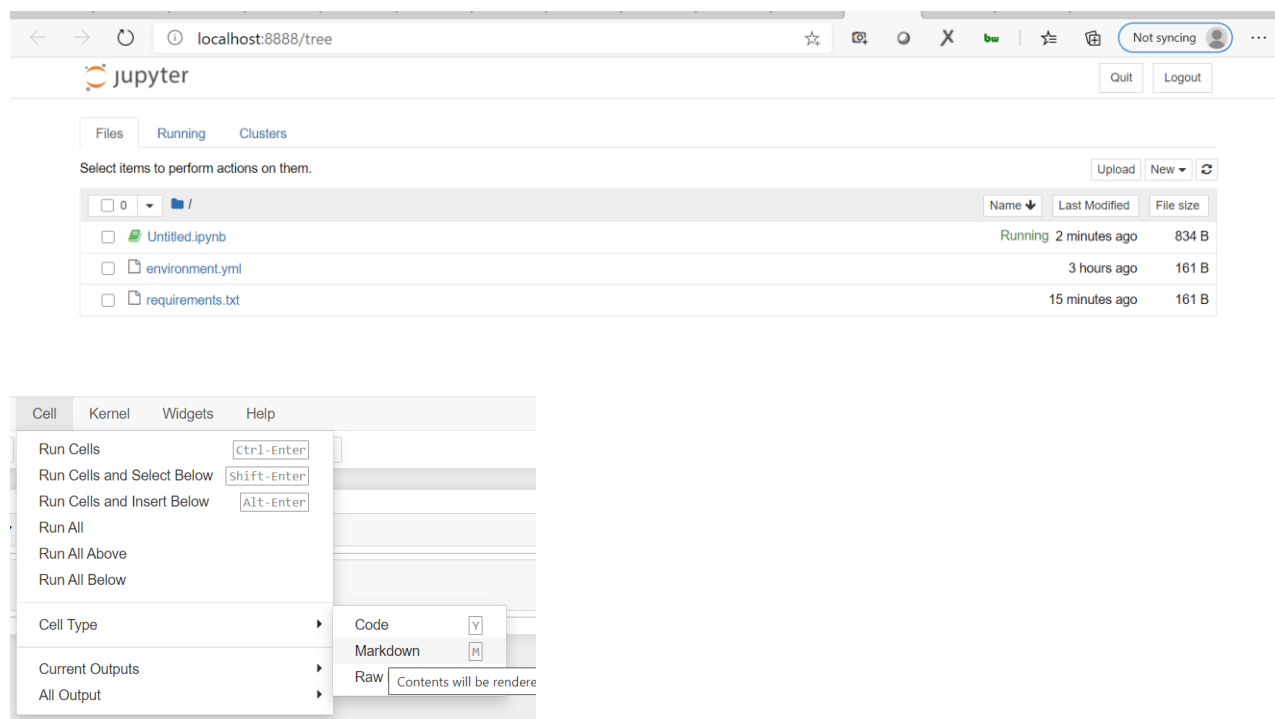 localhost:8888/tree
bw
Not syncing
jupyter
Quit Logout
Files Running Clusters
Select items to perform actions on them.
Upload New
0 /
Name Last Modified File size
Untitled.ipynb Running 2 minutes ago 834 B
environment.yml 3 hours ago 161 B
requirements.txt 15 minutes ago 161 B
Cell Kernel Widgets Help
Run Cells Ctrl-Enter
Run Cells and Select Below Shift-Enter
Run Cells and Insert Below Alt-Enter
Run All
Run All Above
Run All Below
Cell Type Code Y
Markdown M
Current Outputs Raw
Contents will be rendere
All Output